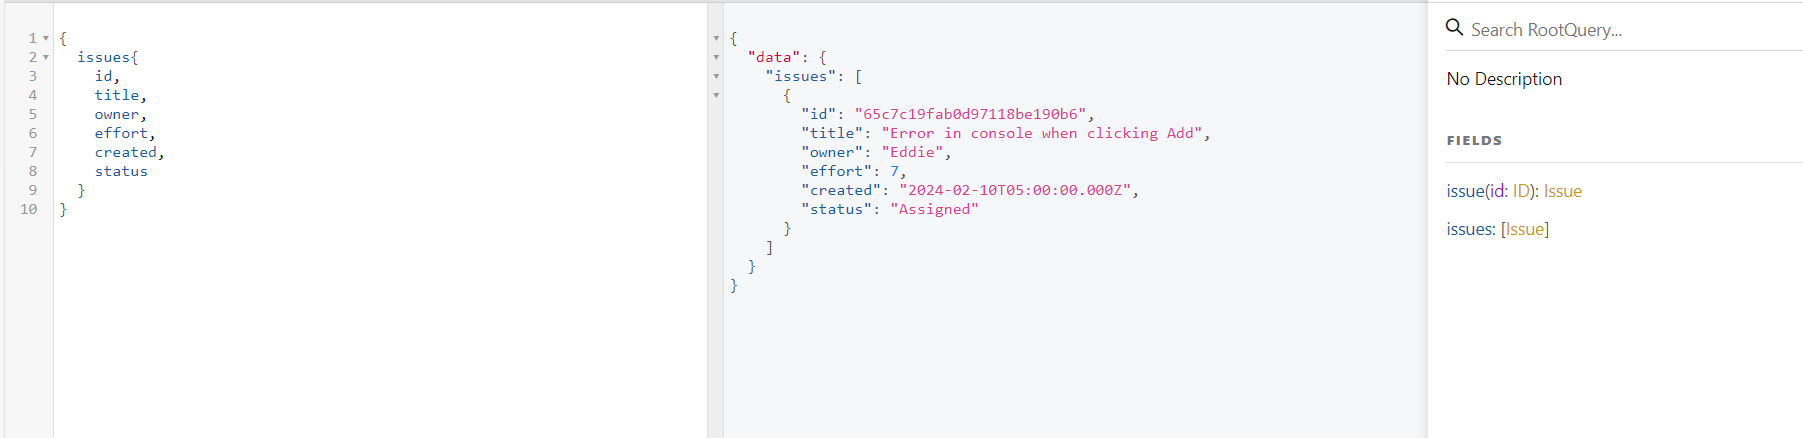 1 {
2 issues{
3 id,
4 title,
5 owner,
6 effort,
7 created,
8 status
9 }
10 }
{
"data": {
"issues": [
{
"id": "65c7c19fab0d97118be190b6",
"title": "Error in console when clicking Add",
"owner": "Eddie",
"effort": 7,
"created": "2024-02-10T05:00:00.000Z",
"status": "Assigned"
}
]
}
}
Search RootQuery...
No Description
FIELDS
issue(id: ID): Issue
issues: [Issue]